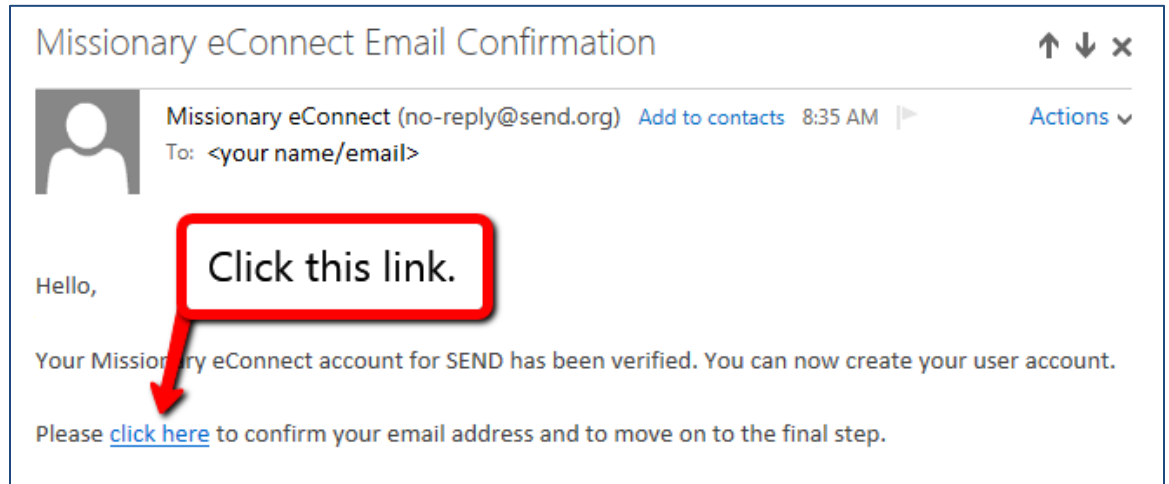 Missionary eConnect Email Confirmation
Missionary eConnect (no-reply@send.org) Add to contacts 8:35 AM Actions
To: <your name/email>
Click this link.
Hello,
Your Missionary eConnect account for SEND has been verified. You can now create your user account.
Please click here to confirm your email address and to move on to the final step.